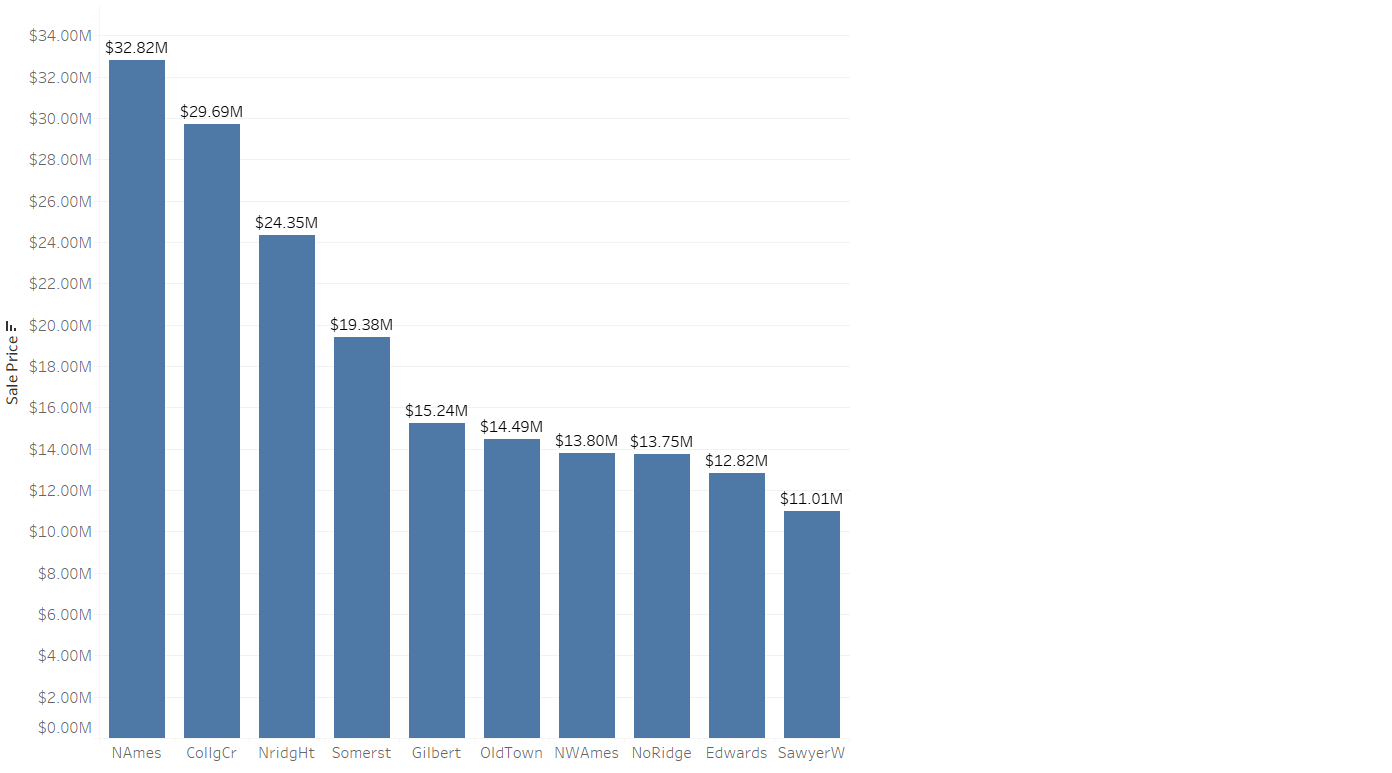 Sale Price
$34.00M
$32.00M
$30.00M
$28.00M
$26.00M
$24.00M
$22.00M
$20.00M
$18.00M
$16.00M
$14.00M
$12.00M
$10.00M
$8.00M
$6.00M
$4.00M
$2.00M
$0.00M
$32.82M
$29.69M
$24.35M
$19.38M
$15.24M
$14.49M
$13.80M
$13.75M
$12.82M
$11.01M
NAmes CollgCr NridgHt Somerst Gilbert OldTown NWAmes NoRidge Edwards SawyerW